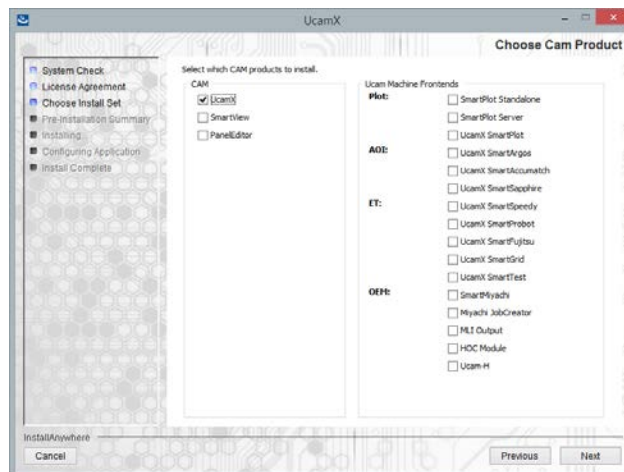 UcamX
Choose Cam Product
System Check
License Agreement
Choose Install Set
Pre-Installation Summary
Installing...
Configuring Application
Install Complete
Select which CAM products to install.
CAM
UcamX
SmartView
PanelEditor
Ucam Machine Frontends
Plot:
SmartPlot Standalone
SmartPlot Server
UcamX SmartPlot
AOI:
UcamX SmartArgos
UcamX SmartAccumatch
UcamX SmartSapphire
ET:
UcamX SmartSpeedy
UcamX SmartProbot
UcamX SmartFujitsu
UcamX SmartGrid
UcamX SmartTest
OEM:
SmartMiyachi
Miyachi JobCreator
MLI Output
HOC Module
Ucam-H
InstallAnywhere
Cancel
Previous
Next